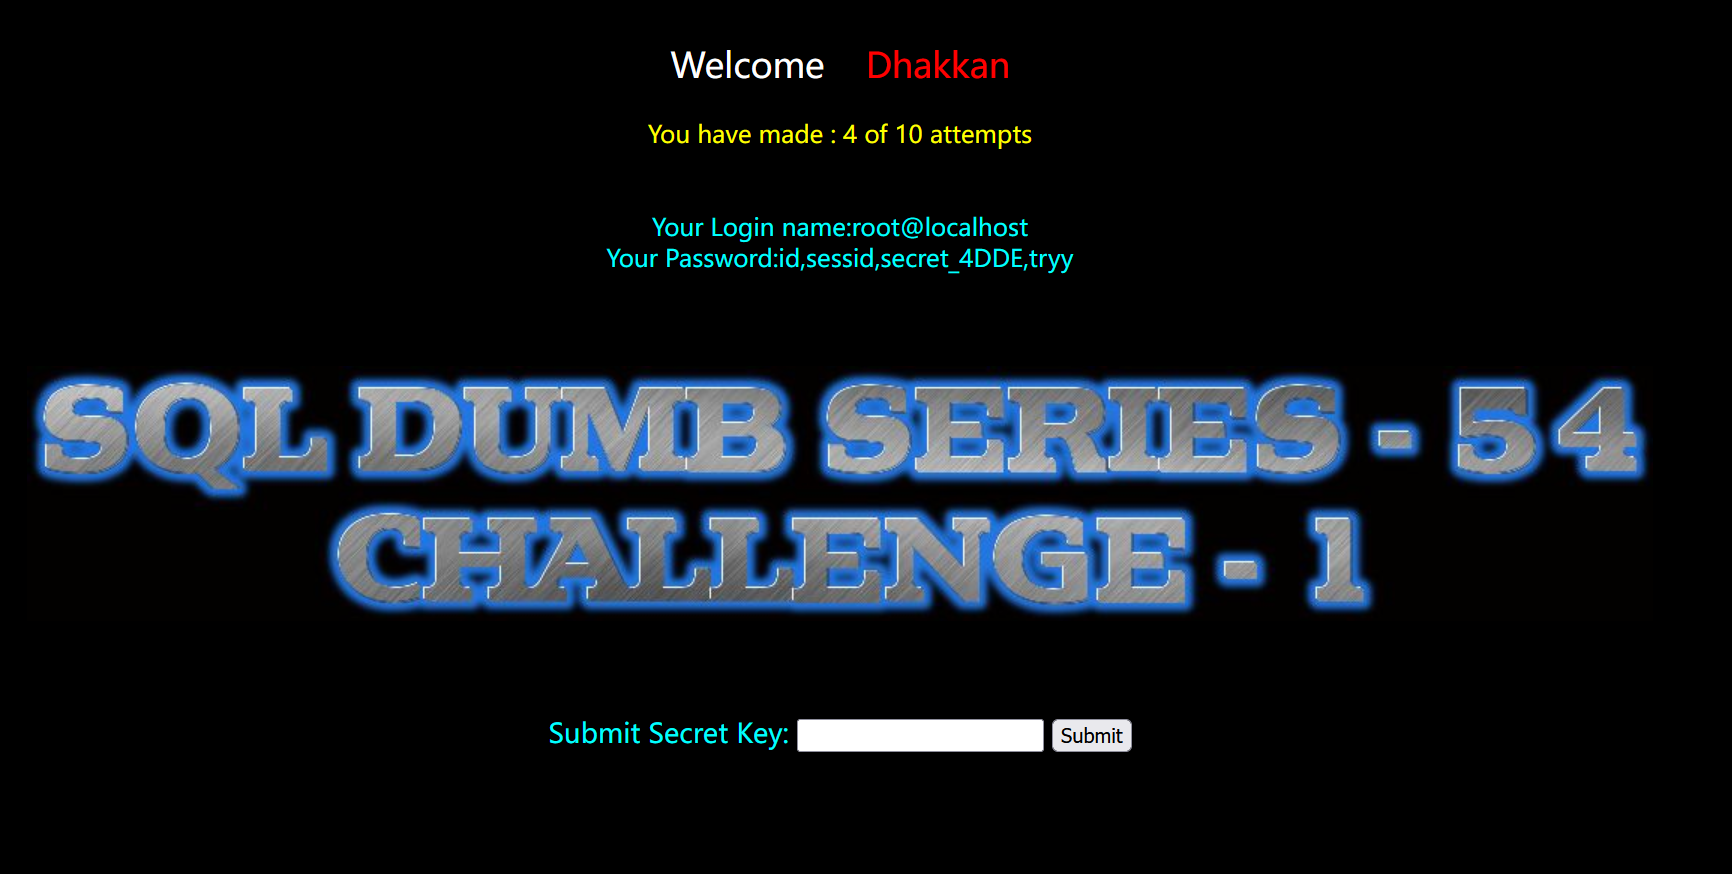 Welcome Dhakkan
You have made : 4 of 10 attempts
Your Login name:root@localhost
Your Password:id,sessid,secret_4DDE,tryy
SQL DUMB SERIES - 54
CHALLENGE - 1
Submit Secret Key: Submit